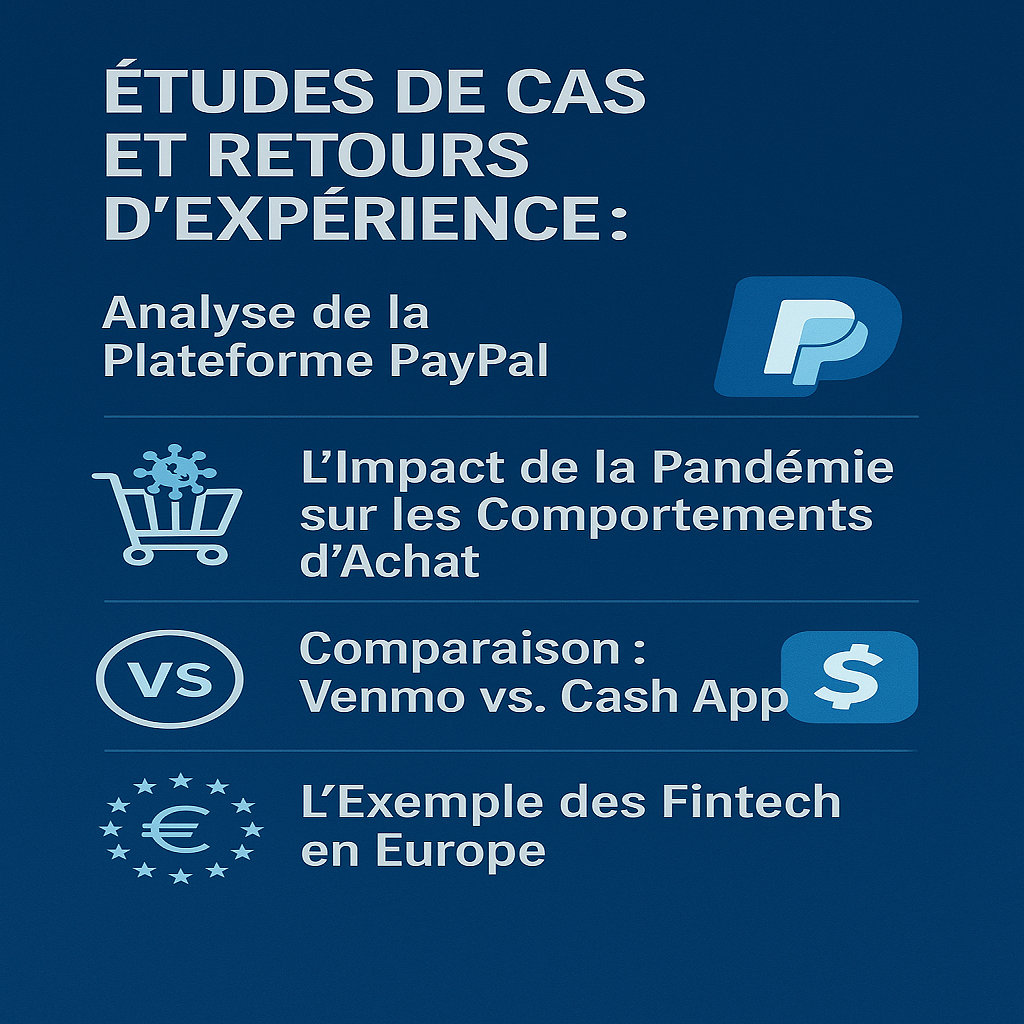 ÉTUDES DE CAS
ET RETOURS
D'EXPÉRIENCE :
Analyse de la
Plateforme PayPal
L'Impact de la Pandémie
sur les Comportements
d'Achat
VS
Comparaison :
Venmo vs. Cash App
$
€
L'Exemple des Fintech
en Europe